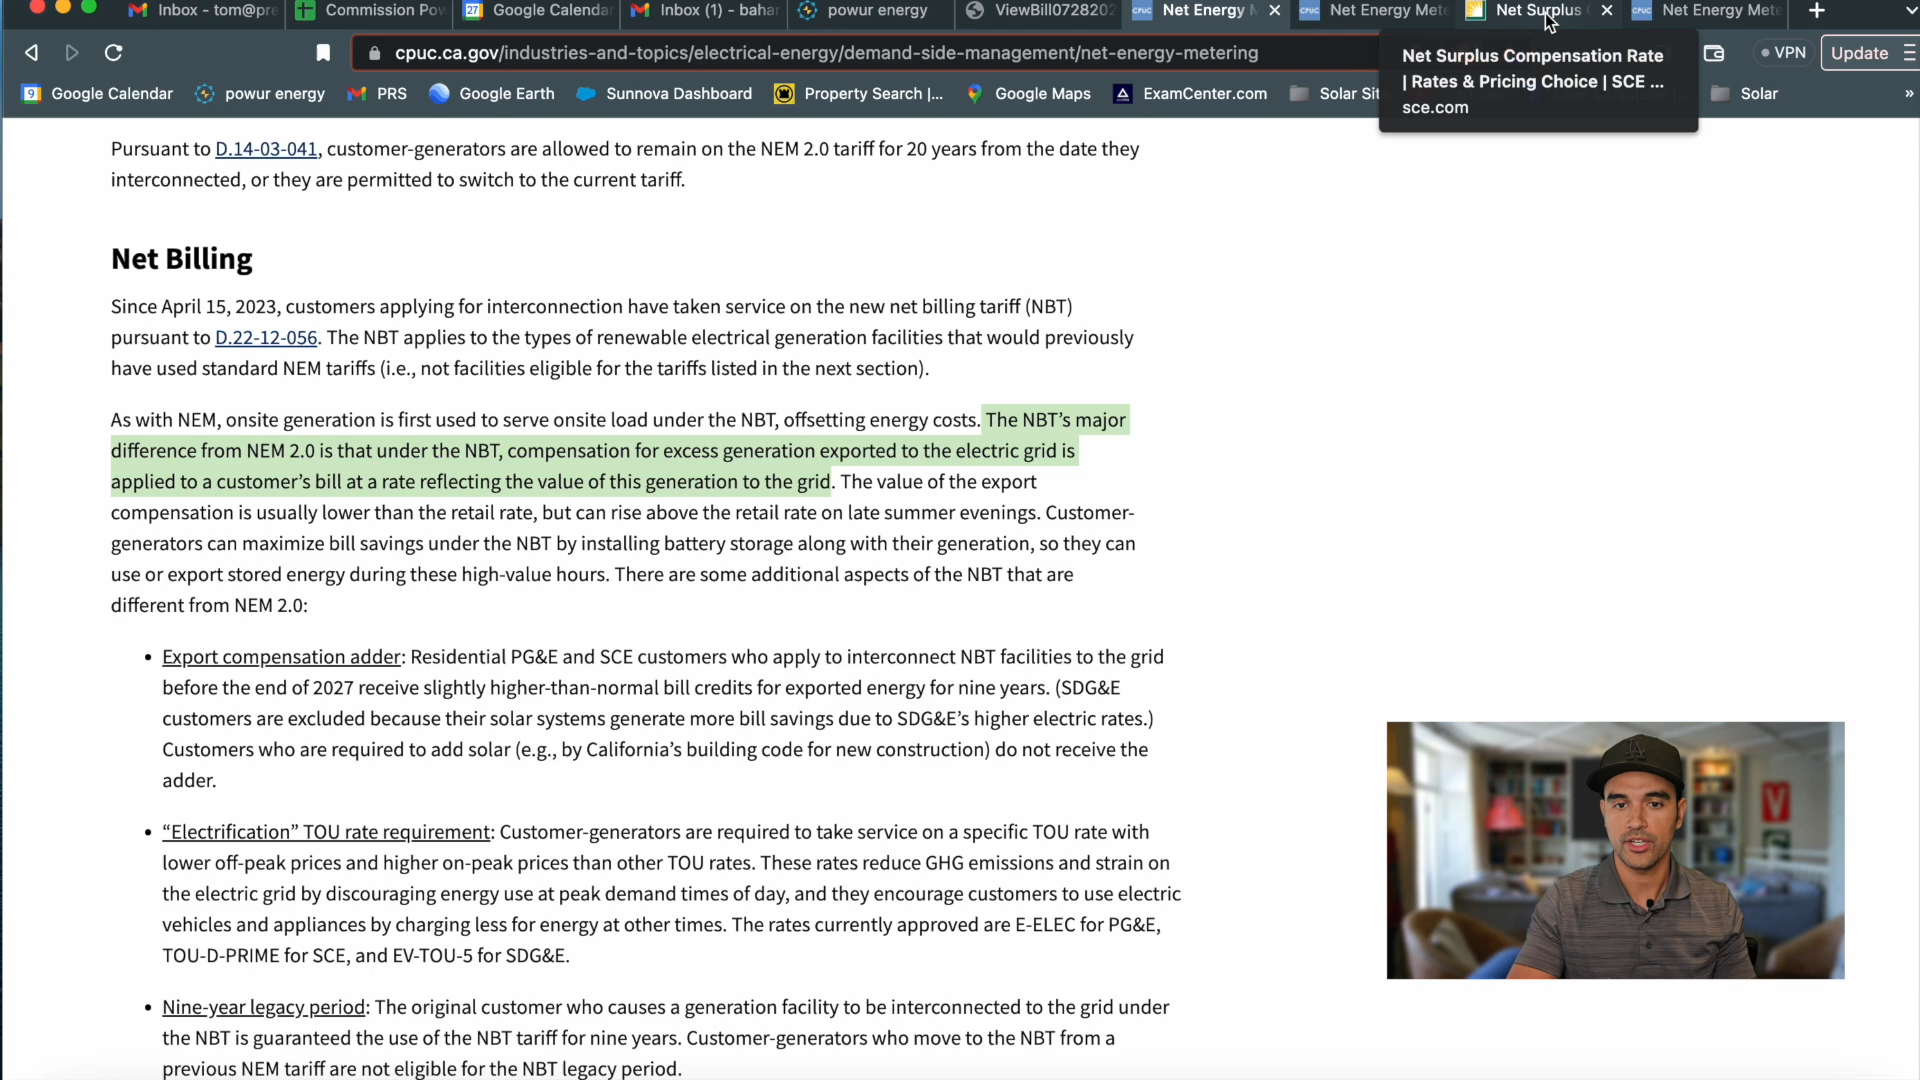 Inbox - tom@pre
Commission Pow
Google Calenda
Inbox (1) - bahar
powur energy
ViewBill0728202
CPUC Net Energy M
CPUC Net Energy Mete
Net Surplus
CPUC Net Energy Mete
cpuc.ca.gov/industries-and-topics/electrical-energy/demand-side-management/net-energy-metering
VPN
Update
Net Surplus Compensation Rate
| Rates & Pricing Choice | SCE ...
sce.com
Google Calendar
powur energy
PRS
Google Earth
Sunnova Dashboard
Property Search |...
Google Maps
ExamCenter.com
Solar Sit
Solar
»
Pursuant to D.14-03-041, customer-generators are allowed to remain on the NEM 2.0 tariff for 20 years from the date they
interconnected, or they are permitted to switch to the current tariff.
Net Billing
Since April 15, 2023, customers applying for interconnection have taken service on the new net billing tariff (NBT)
pursuant to D.22-12-056. The NBT applies to the types of renewable electrical generation facilities that would previously
have used standard NEM tariffs (i.e., not facilities eligible for the tariffs listed in the next section).
As with NEM, onsite generation is first used to serve onsite load under the NBT, offsetting energy costs. The NBT’s major
difference from NEM 2.0 is that under the NBT, compensation for excess generation exported to the electric grid is
applied to a customer’s bill at a rate reflecting the value of this generation to the grid. The value of the export
compensation is usually lower than the retail rate, but can rise above the retail rate on late summer evenings. Customer-
generators can maximize bill savings under the NBT by installing battery storage along with their generation, so they can
use or export stored energy during these high-value hours. There are some additional aspects of the NBT that are
different from NEM 2.0:
• Export compensation adder: Residential PG&E and SCE customers who apply to interconnect NBT facilities to the grid
before the end of 2027 receive slightly higher-than-normal bill credits for exported energy for nine years. (SDG&E
customers are excluded because their solar systems generate more bill savings due to SDG&E’s higher electric rates.)
Customers who are required to add solar (e.g., by California’s building code for new construction) do not receive the
adder.
• “Electrification” TOU rate requirement: Customer-generators are required to take service on a specific TOU rate with
lower off-peak prices and higher on-peak prices than other TOU rates. These rates reduce GHG emissions and strain on
the electric grid by discouraging energy use at peak demand times of day, and they encourage customers to use electric
vehicles and appliances by charging less for energy at other times. The rates currently approved are E-ELEC for PG&E,
TOU-D-PRIME for SCE, and EV-TOU-5 for SDG&E.
• Nine-year legacy period: The original customer who causes a generation facility to be interconnected to the grid under
the NBT is guaranteed the use of the NBT tariff for nine years. Customer-generators who move to the NBT from a
previous NEM tariff are not eligible for the NBT legacy period.